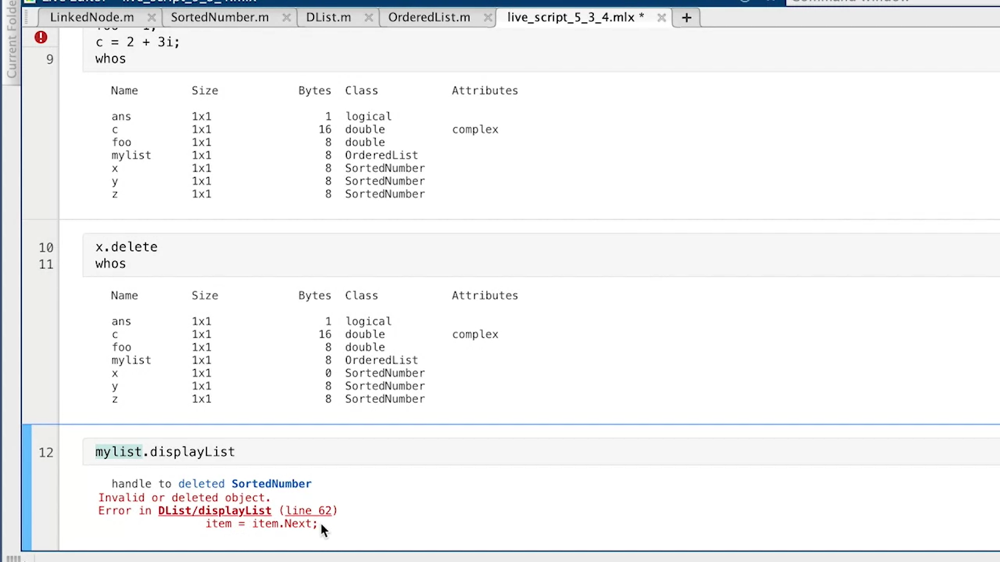 LinkedNode.m SortedNumber.m DList.m OrderedList.m live_script_5_3_4.mlx * +
Current Folde
c = 2 + 3i;
9 whos
Name Size Bytes Class Attributes
ans 1x1 1 logical
c 1x1 16 double complex
foo 1x1 8 double
mylist 1x1 8 OrderedList
x 1x1 8 SortedNumber
y 1x1 8 SortedNumber
z 1x1 8 SortedNumber
10 x.delete
11 whos
Name Size Bytes Class Attributes
ans 1x1 1 logical
c 1x1 16 double complex
foo 1x1 8 double
mylist 1x1 8 OrderedList
x 1x1 0 SortedNumber
y 1x1 8 SortedNumber
z 1x1 8 SortedNumber
12 mylist.displayList
handle to deleted SortedNumber
Invalid or deleted object.
Error in DList/displayList (line 62)
item = item.Next;